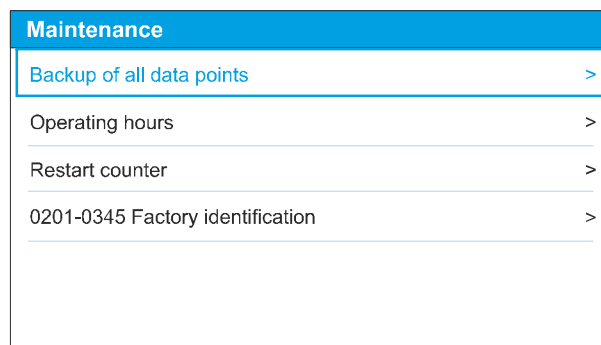 Maintenance
Backup of all data points >
Operating hours >
Restart counter >
0201-0345 Factory identification >